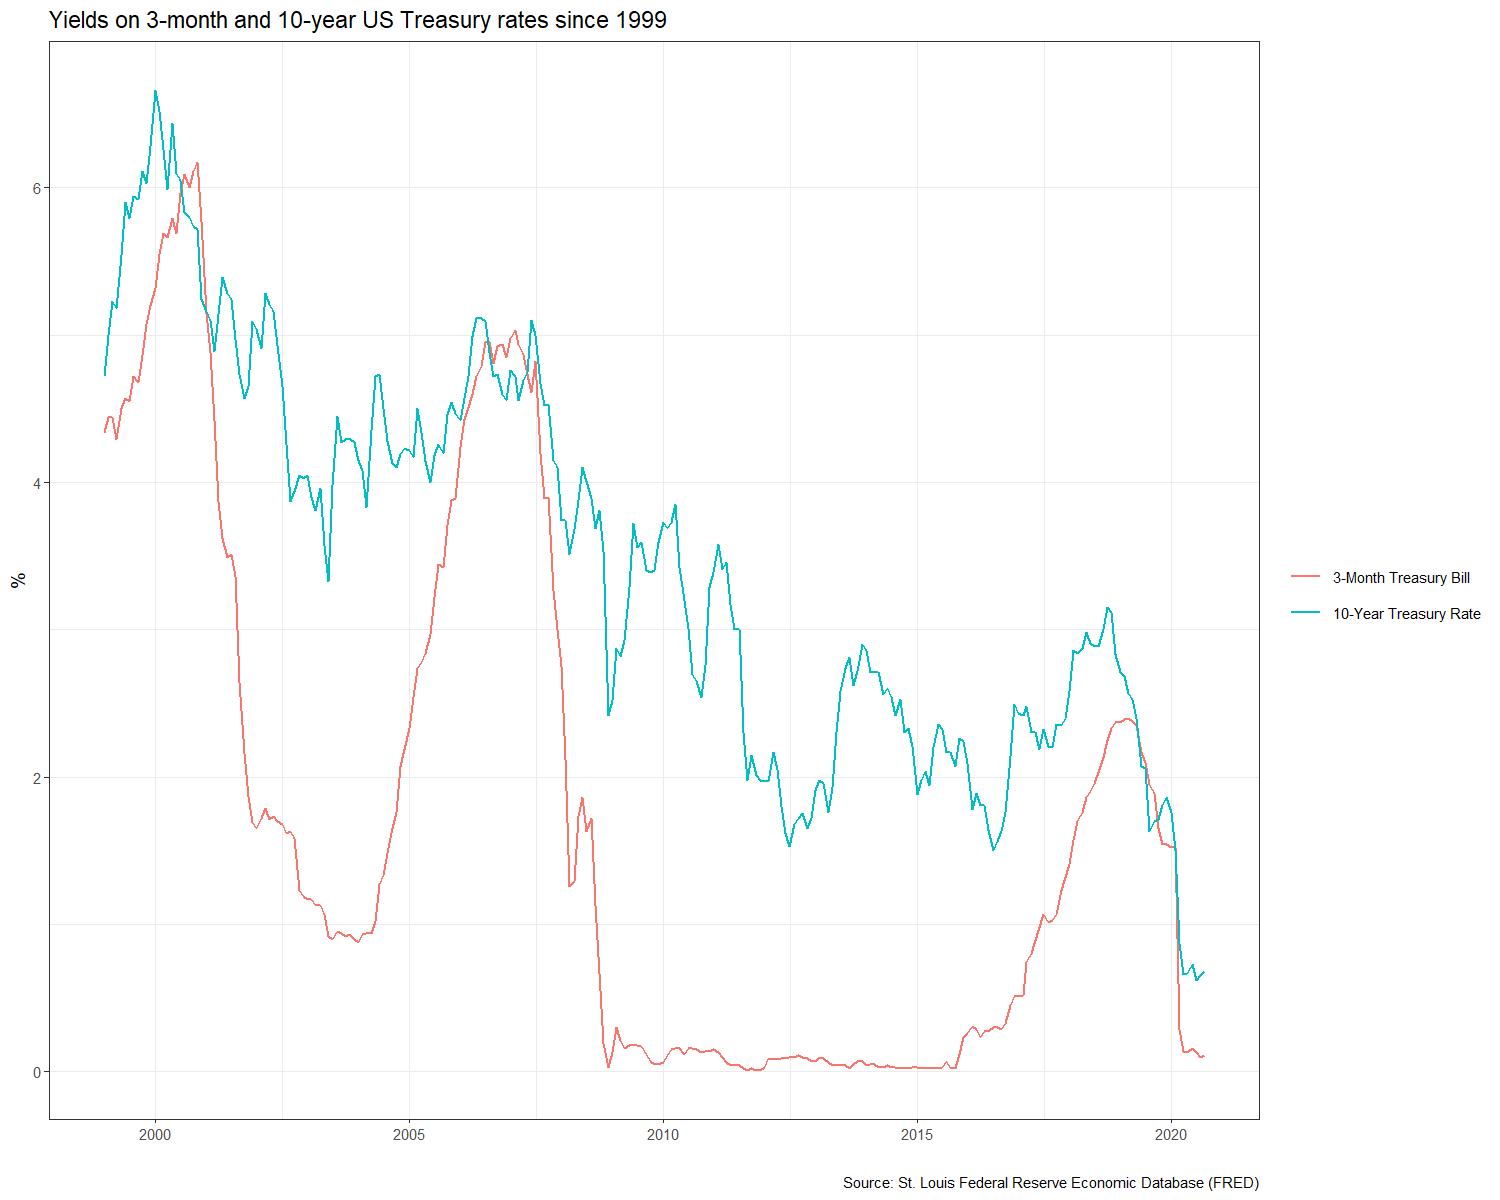 Yields on 3-month and 10-year US Treasury rates since 1999
6
4
2
0
%
3-Month Treasury Bill
10-Year Treasury Rate
2000 2005 2010 2015 2020
Source: St. Louis Federal Reserve Economic Database (FRED)